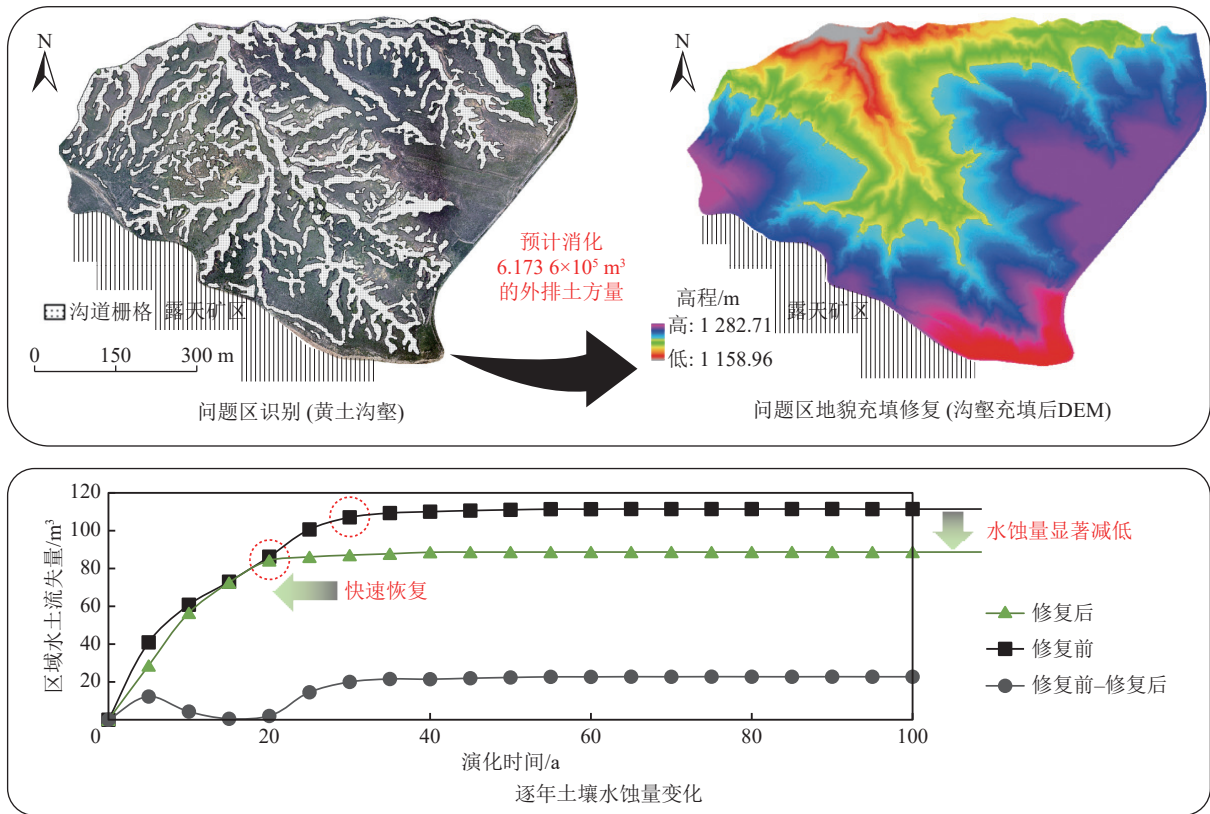 N
预计消化
6.173 6×10⁵ m³
的外排土方量
沟道栅格 露天矿区
0 150 300 m
问题区识别 (黄土沟壑)
N
露天矿区
高程/m
高: 1 282.71
低: 1 158.96
问题区地貌充填修复 (沟壑充填后DEM)
区域水土流失量/m³
120
100
80
60
40
20
0 20 40 60 80 100
快速恢复
水蚀量显著减低
修复后
修复前
修复前–修复后
演化时间/a
逐年土壤水蚀量变化